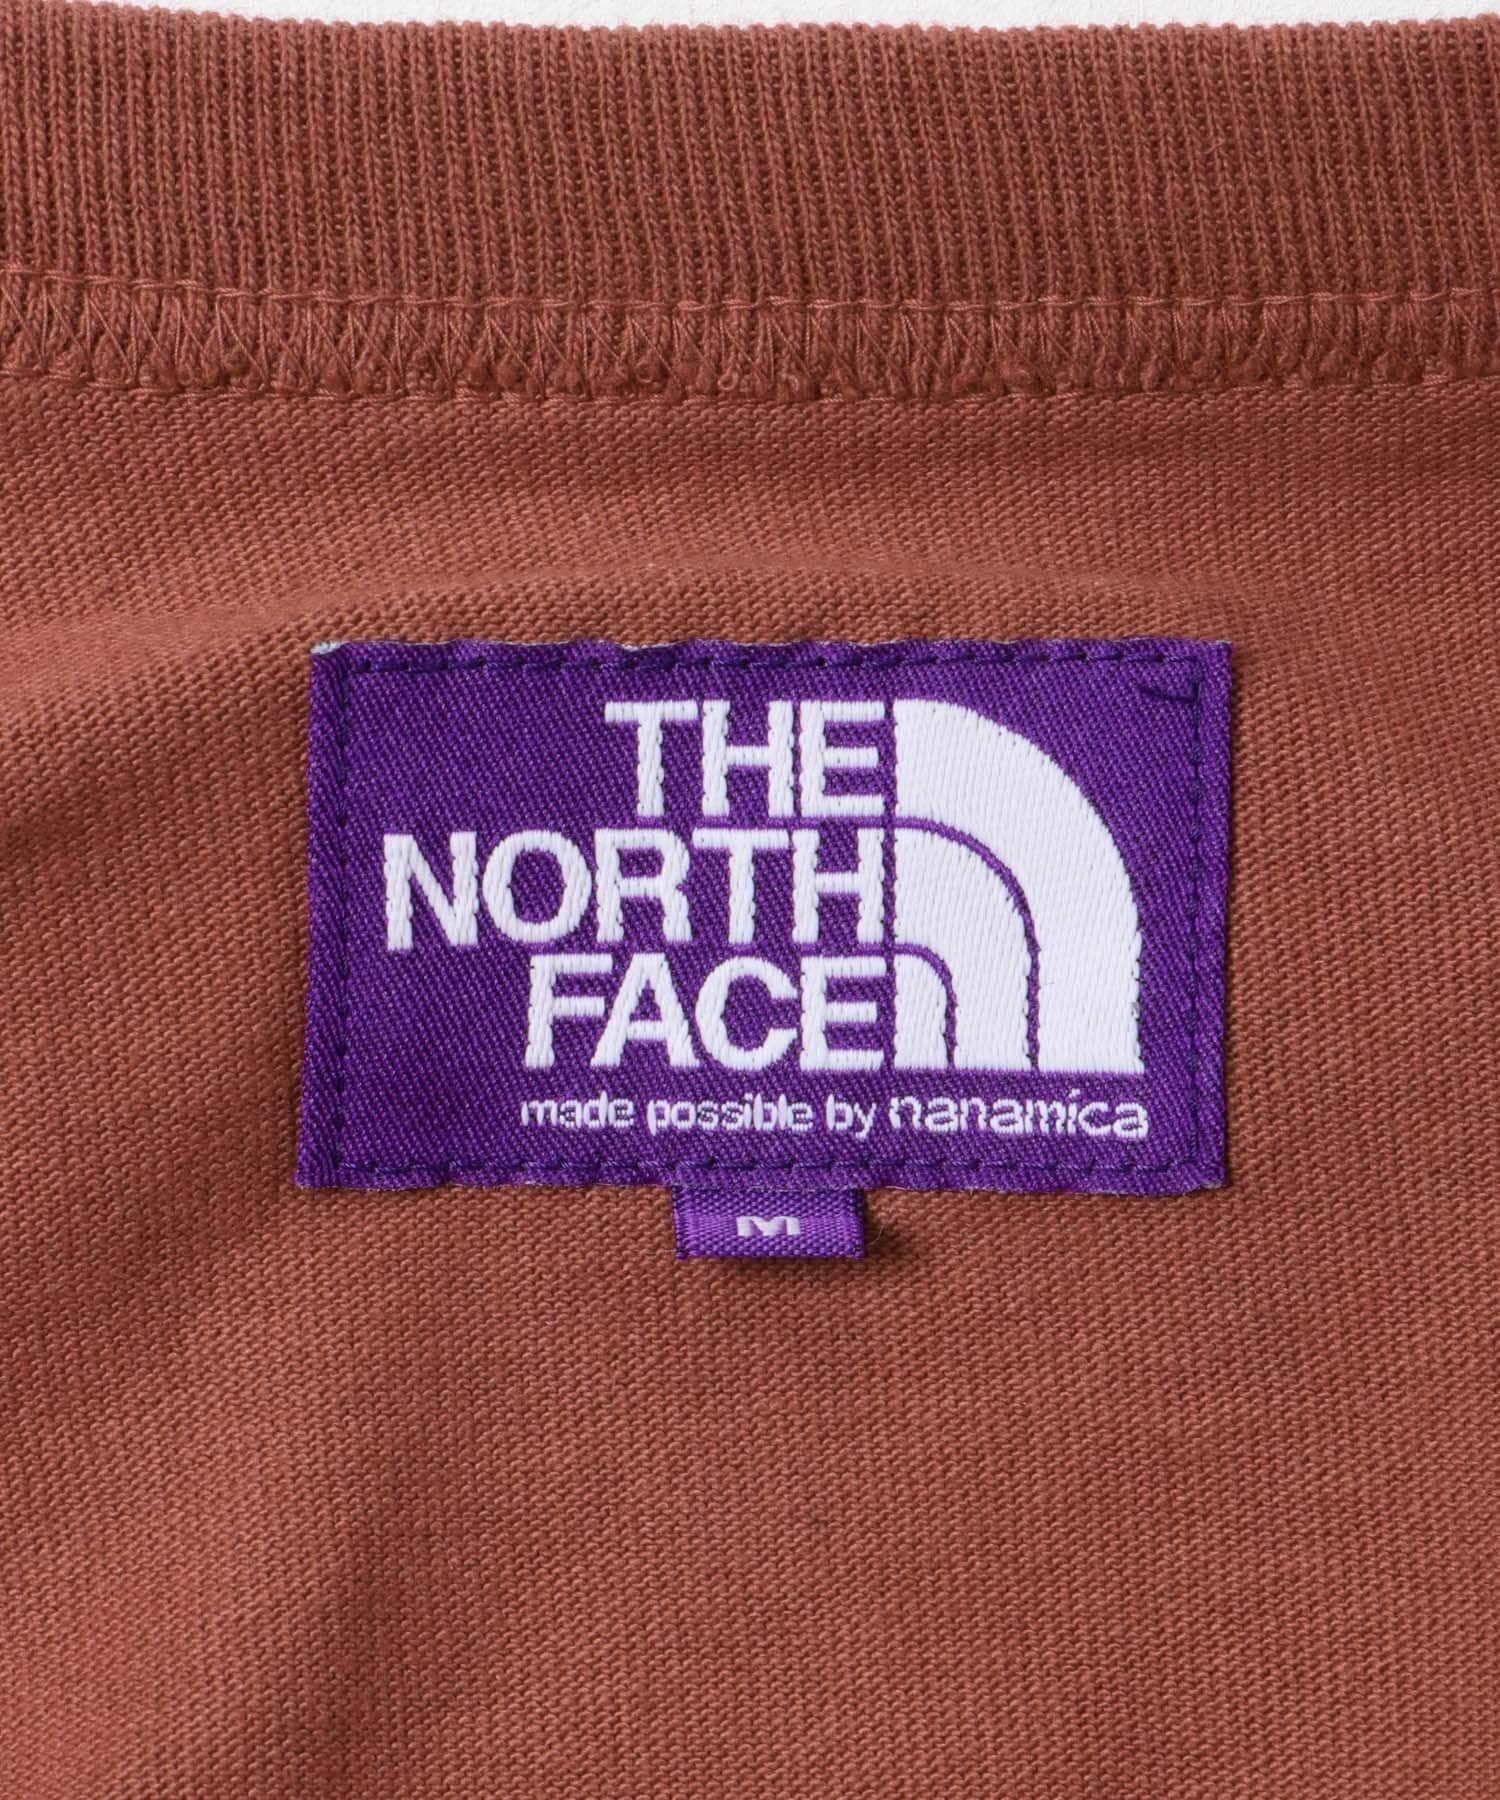 THE
NORTH
FACE
made possible by nanamica
M